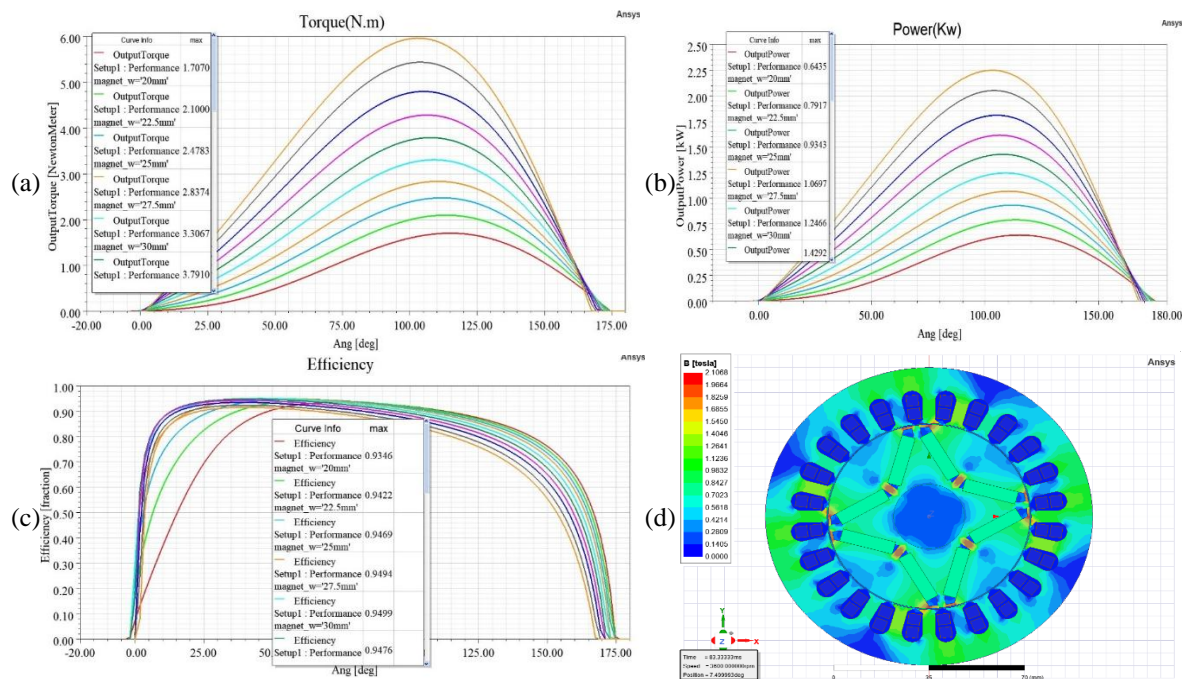 Torque(N.m)
Ansys
Curve Info max
OutputTorque
Setup1 : Performance 1.7070
magnet_w='20mm'
OutputTorque
Setup1 : Performance 2.1000
magnet_w='22.5mm'
OutputTorque
Setup1 : Performance 2.4783
magnet_w='25mm'
OutputTorque
Setup1 : Performance 2.8374
magnet_w='27.5mm'
OutputTorque
Setup1 : Performance 3.3067
magnet_w='30mm'
OutputTorque
Setup1 : Performance 3.7910
6.00
5.00
4.00
3.00
2.00
1.00
0.00
OutputTorque [NewtonMeter]
-20.00 0.00 25.00 50.00 75.00 100.00 125.00 150.00 175.00
Ang [deg]
(a)
Power(Kw)
Ansys
Curve Info max
OutputPower
Setup1 : Performance 0.6435
magnet_w='20mm'
OutputPower
Setup1 : Performance 0.7917
magnet_w='22.5mm'
OutputPower
Setup1 : Performance 0.9343
magnet_w='25mm'
OutputPower
Setup1 : Performance 1.0697
magnet_w='27.5mm'
OutputPower
Setup1 : Performance 1.2466
magnet_w='30mm'
OutputPower
1.4292
2.50
2.25
2.00
1.75
1.50
1.25
1.00
0.75
0.50
0.25
0.00
OutputPower [kW]
0.00 50.00 100.00 150.00 180.00
Ang [deg]
(b)
Efficiency
Ansys
Curve Info max
Efficiency
Setup1 : Performance 0.9346
magnet_w='20mm'
Efficiency
Setup1 : Performance 0.9422
magnet_w='22.5mm'
Efficiency
Setup1 : Performance 0.9469
magnet_w='25mm'
Efficiency
Setup1 : Performance 0.9494
magnet_w='27.5mm'
Efficiency
Setup1 : Performance 0.9499
magnet_w='30mm'
Efficiency
Setup1 : Performance 0.9476
1.00
0.90
0.80
0.70
0.60
0.50
0.40
0.30
0.20
0.10
0.00
Efficiency [fraction]
-20.00 0.00 25.00 50.00 75.00 100.00 125.00 150.00 175.00
Ang [deg]
(c)
B [tesla]
Ansys
2.1068
1.9664
1.8259
1.6855
1.5450
1.4046
1.2641
1.1236
0.9832
0.8427
0.7023
0.5618
0.4214
0.2809
0.1405
0.0000
(d)
Y
Z X
Position = 7.499993deg
0 35 70 (mm)